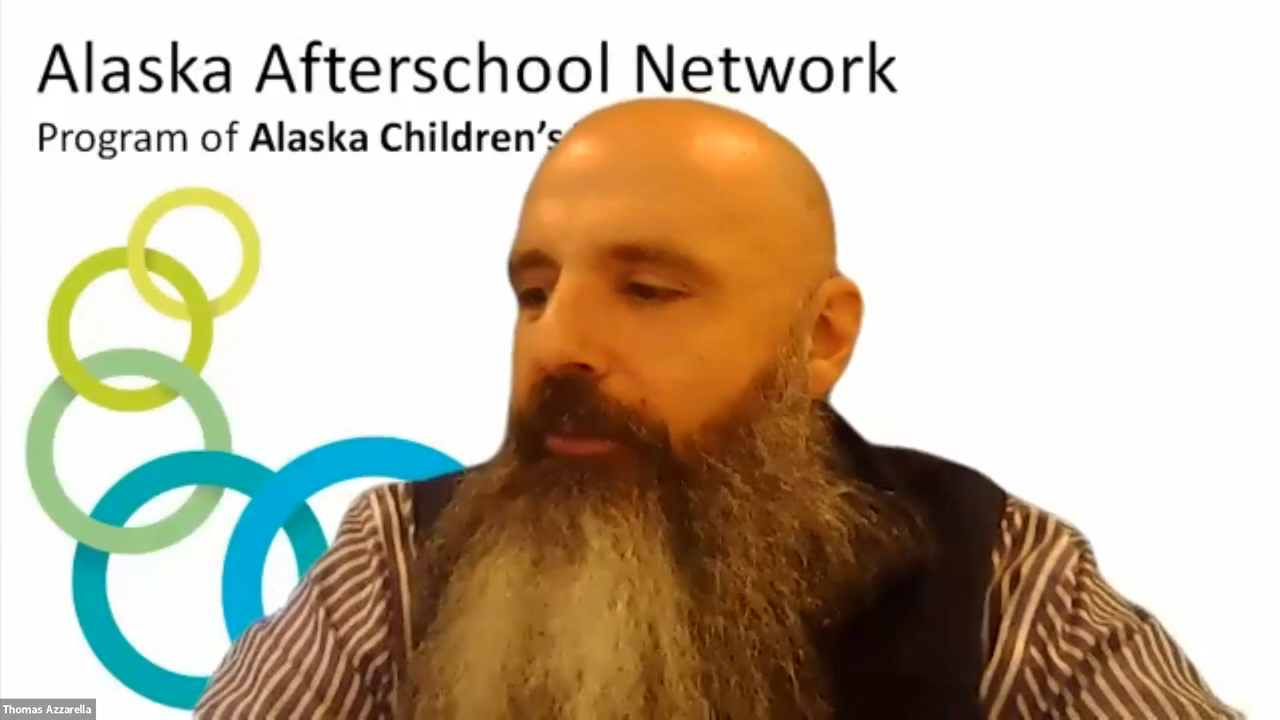 Alaska Afterschool Network
Program of Alaska Children's
Thomas Azzarella